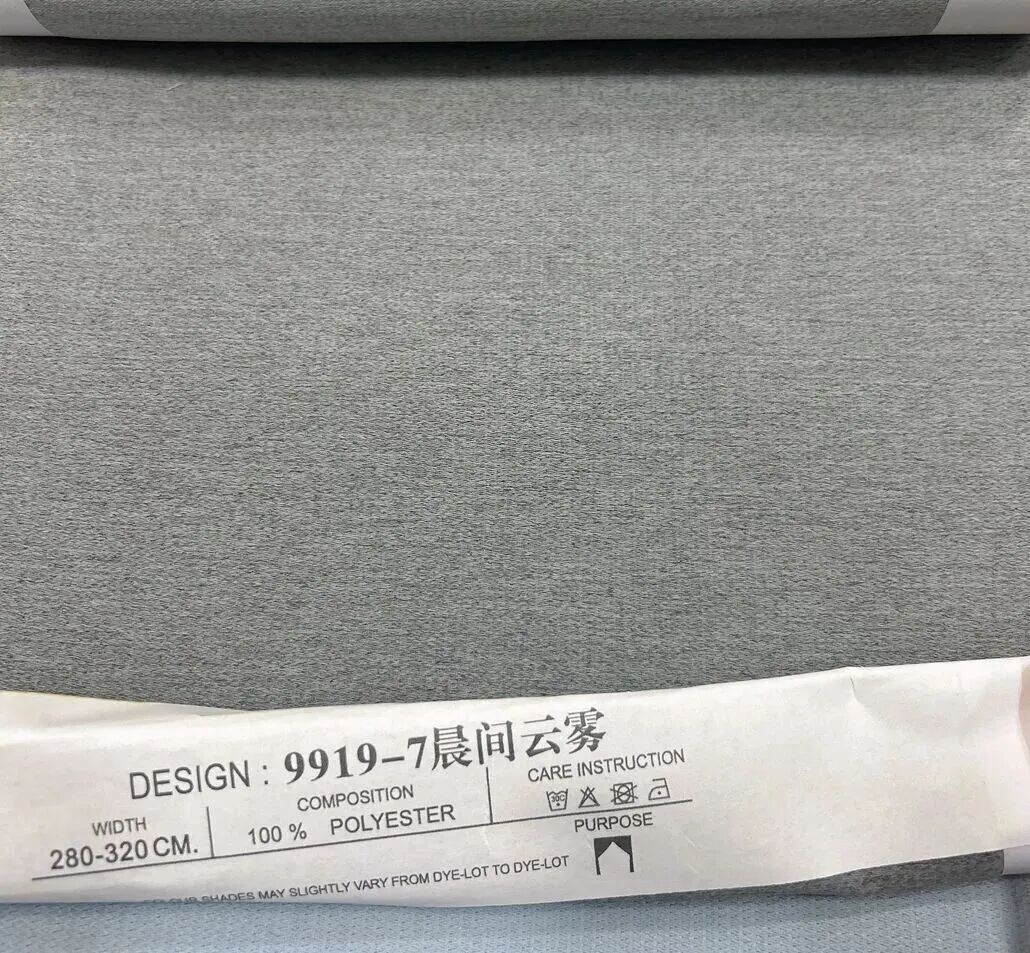 DESIGN : 9919-7晨间云雾
WIDTH
280-320 CM.
COMPOSITION
100 % POLYESTER
CARE INSTRUCTION
30C
PURPOSE
SHADES MAY SLIGHTLY VARY FROM DYE-LOT TO DYE-LOT